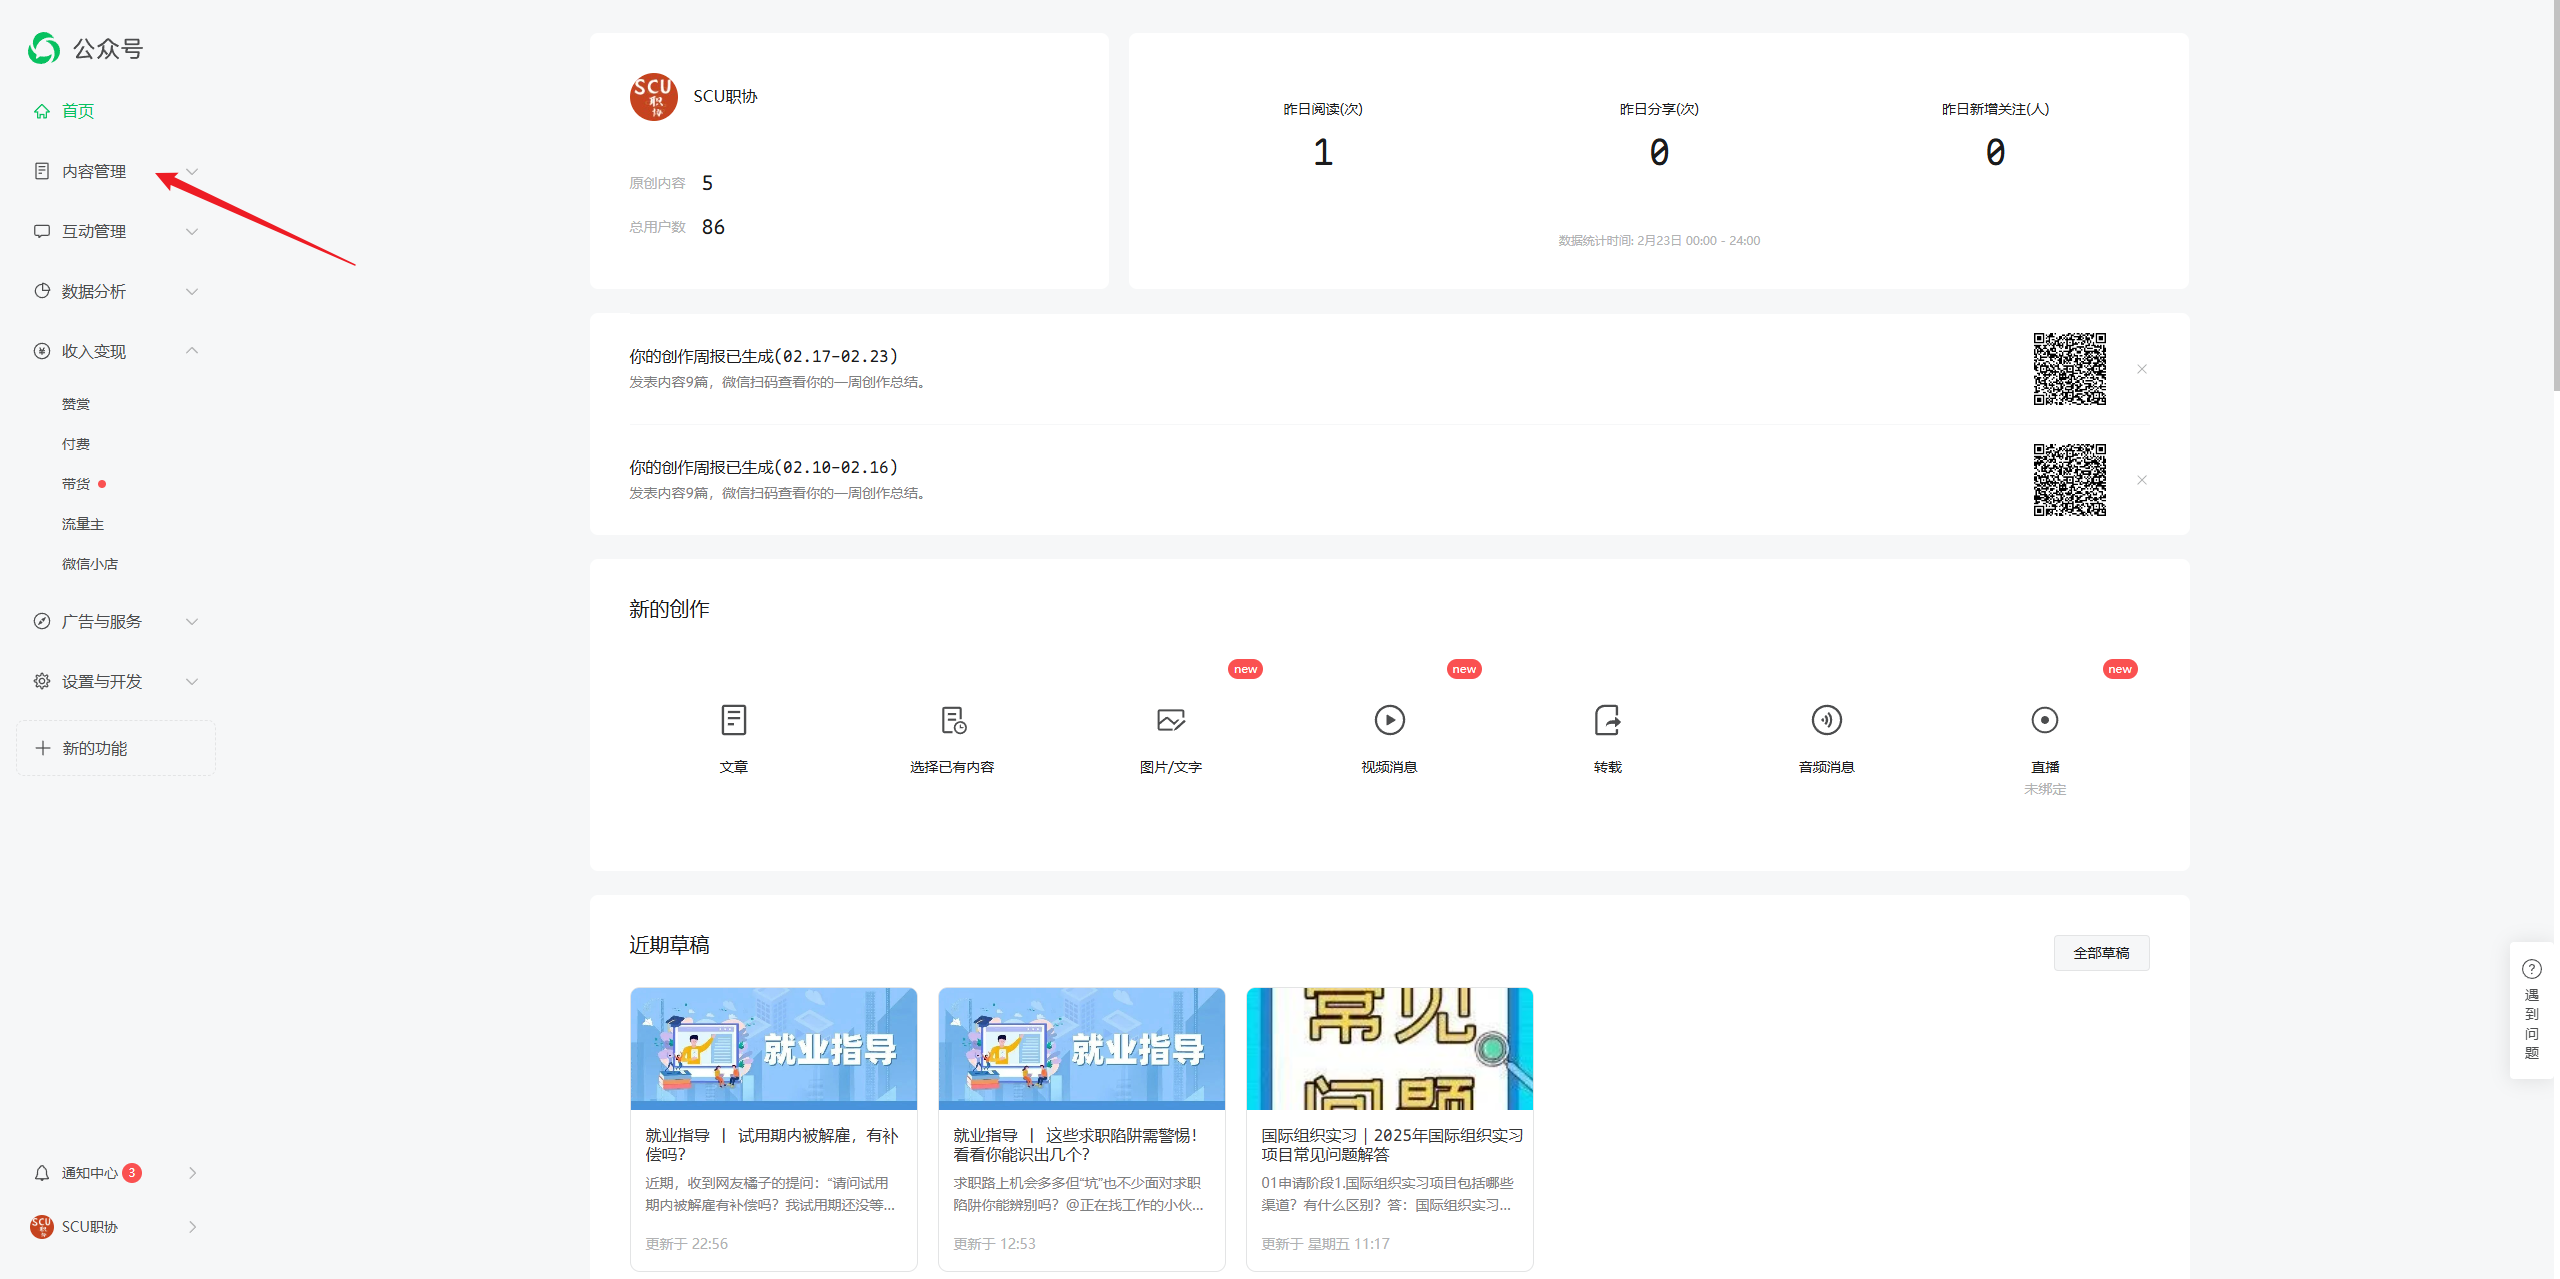 公众号
首页
内容管理
互动管理
数据分析
收入变现
赞赏
付费
带货
流量主
微信小店
广告与服务
设置与开发
新的功能
通知中心 3
SCU职协
SCU职协
原创内容 5
总用户数 86
昨日阅读(次)
1
昨日分享(次)
0
昨日新增关注(人)
0
数据统计时间: 2月23日 00:00 - 24:00
你的创作周报已生成(02.17-02.23)
发表内容9篇，微信扫码查看你的一周创作总结。
你的创作周报已生成(02.10-02.16)
发表内容9篇，微信扫码查看你的一周创作总结。
新的创作
文章
选择已有内容
new
图片/文字
new
视频消息
转载
音频消息
new
直播
未绑定
近期草稿
全部草稿
就业指导
就业指导 | 试用期内被解雇，有补
偿吗？
近期，收到网友橘子的提问：“请问试用
期内被解雇有补偿吗？我试用期还没等...
更新于 22:56
就业指导
就业指导 | 这些求职陷阱需警惕！
看看你能识出几个？
求职路上机会多多但“坑”也不少面对求职
陷阱你能辨别吗？@正在找工作的小伙...
更新于 12:53
常见
问题
国际组织实习｜2025年国际组织实习
项目常见问题解答
01申请阶段1.国际组织实习项目包括哪些
渠道？有什么区别？答：国际组织实习...
更新于 星期五 11:17
遇
到
问
题
SCU
职
协
SCU
职